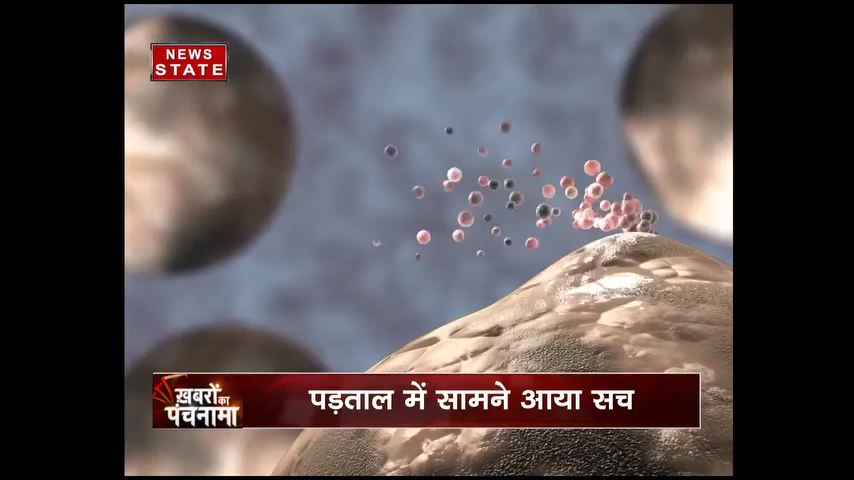 NEWS
STATE
ख़बरों का
पंचनामा
पड़ताल में सामने आया सच